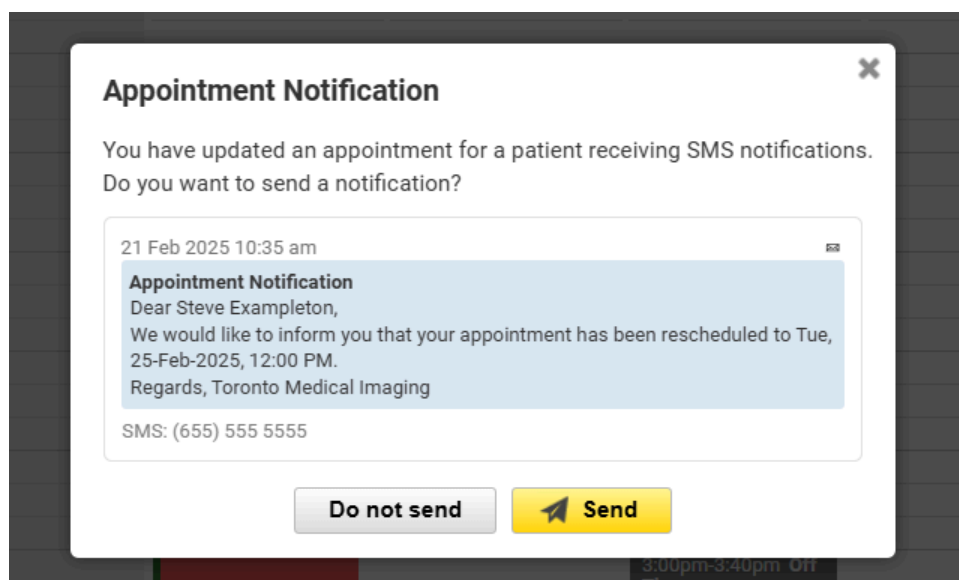 Appointment Notification
You have updated an appointment for a patient receiving SMS notifications.
Do you want to send a notification?
21 Feb 2025 10:35 am
Appointment Notification
Dear Steve Exampleton,
We would like to inform you that your appointment has been rescheduled to Tue,
25-Feb-2025, 12:00 PM.
Regards, Toronto Medical Imaging
SMS: (655) 555 5555
Do not send
Send
3:00pm-3:40pm Off